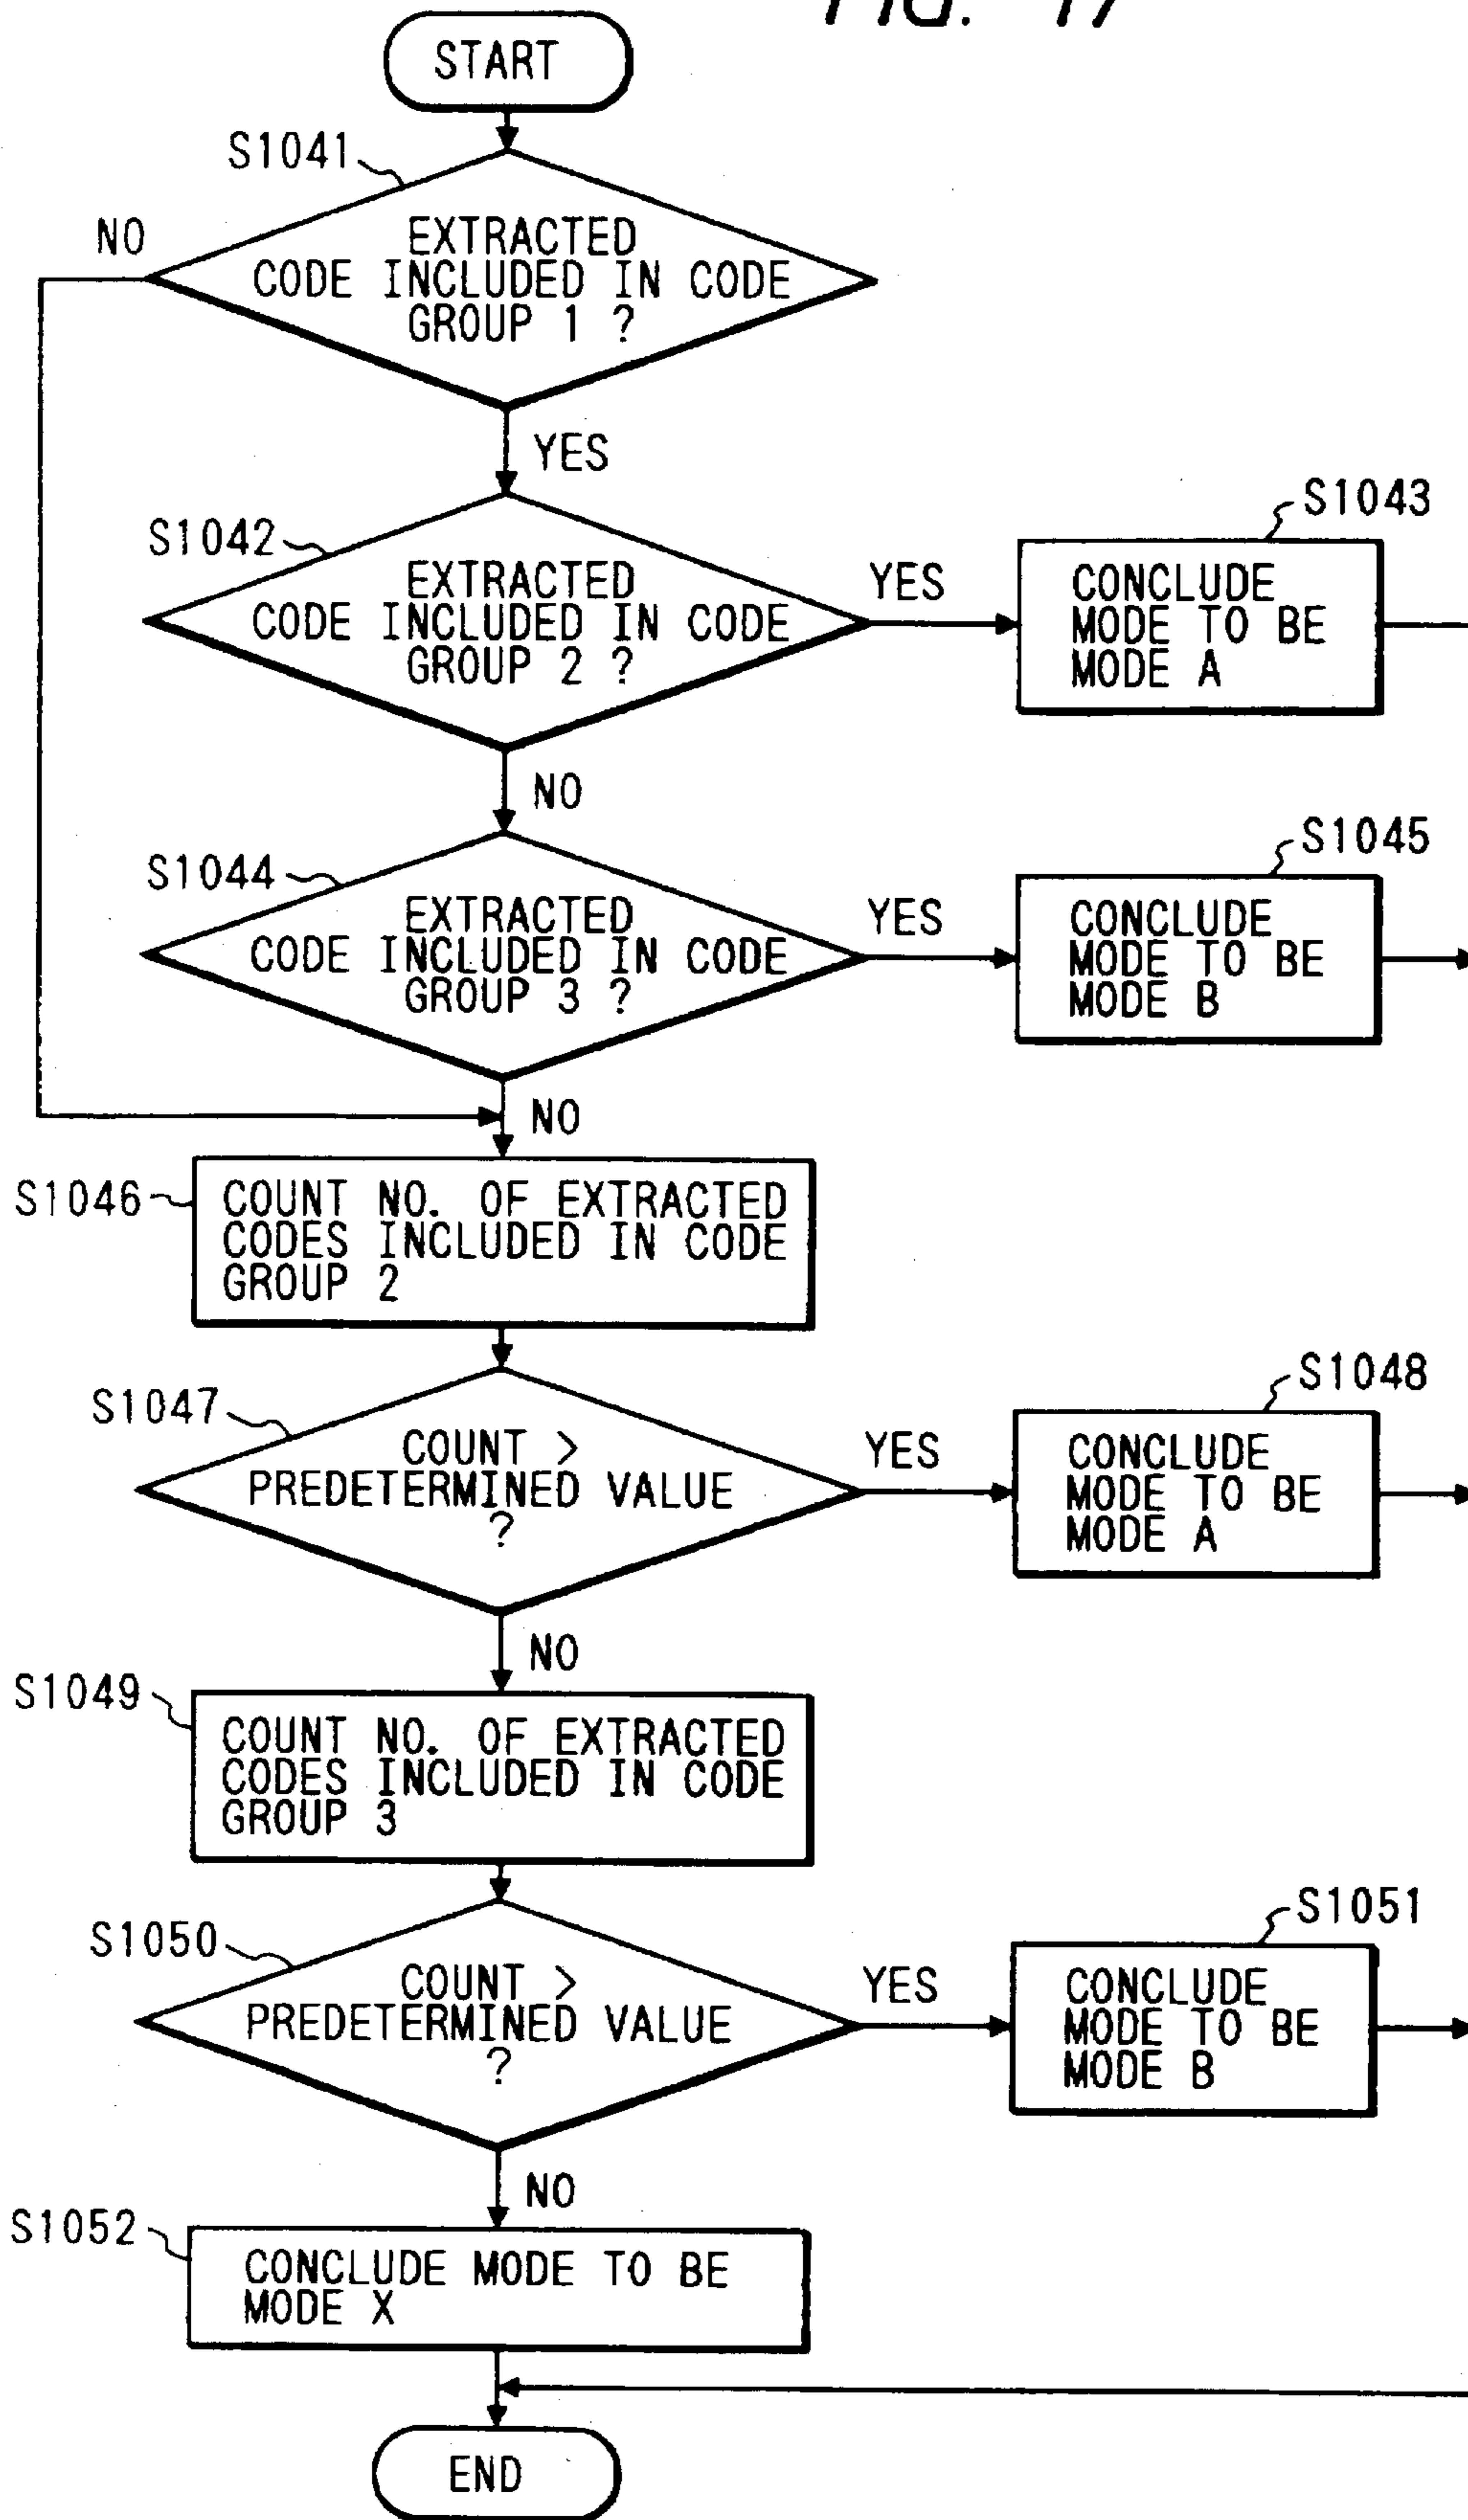 FIG. 17
START
S1041
NO
EXTRACTED
CODE INCLUDED IN CODE
GROUP 1 ?
YES
S1042
EXTRACTED
CODE INCLUDED IN CODE
GROUP 2 ?
YES
S1043
CONCLUDE
MODE TO BE
MODE A
NO
S1044
EXTRACTED
CODE INCLUDED IN CODE
GROUP 3 ?
YES
S1045
CONCLUDE
MODE TO BE
MODE B
NO
S1046
COUNT NO. OF EXTRACTED
CODES INCLUDED IN CODE
GROUP 2
S1047
COUNT >
PREDETERMINED VALUE
?
YES
S1048
CONCLUDE
MODE TO BE
MODE A
NO
S1049
COUNT NO. OF EXTRACTED
CODES INCLUDED IN CODE
GROUP 3
S1050
COUNT >
PREDETERMINED VALUE
?
YES
S1051
CONCLUDE
MODE TO BE
MODE B
NO
S1052
CONCLUDE MODE TO BE
MODE X
END